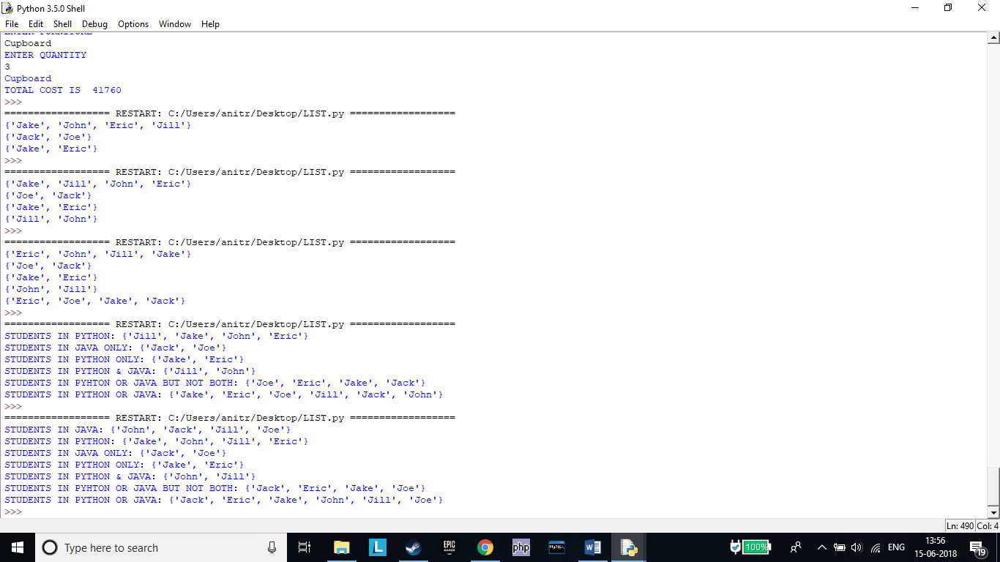 Python 3.5.0 Shell
File Edit Shell Debug Options Window Help
ENTER FURNITURE
Cupboard
ENTER QUANTITY
3
Cupboard
TOTAL COST IS  41760
>>>
================== RESTART: C:/Users/anitr/Desktop/LIST.py ==================
{'Jake', 'John', 'Eric', 'Jill'}
{'Jack', 'Joe'}
{'Jake', 'Eric'}
>>>
================== RESTART: C:/Users/anitr/Desktop/LIST.py ==================
{'Jake', 'Jill', 'John', 'Eric'}
{'Joe', 'Jack'}
{'Jake', 'Eric'}
{'Jill', 'John'}
>>>
================== RESTART: C:/Users/anitr/Desktop/LIST.py ==================
{'Eric', 'John', 'Jill', 'Jake'}
{'Joe', 'Jack'}
{'Jake', 'Eric'}
{'John', 'Jill'}
{'Eric', 'Joe', 'Jake', 'Jack'}
>>>
================== RESTART: C:/Users/anitr/Desktop/LIST.py ==================
STUDENTS IN PYTHON: {'Jill', 'Jake', 'John', 'Eric'}
STUDENTS IN JAVA ONLY: {'Jack', 'Joe'}
STUDENTS IN PYTHON ONLY: {'Jake', 'Eric'}
STUDENTS IN PYTHON & JAVA: {'Jill', 'John'}
STUDENTS IN PYHTON OR JAVA BUT NOT BOTH: {'Joe', 'Eric', 'Jake', 'Jack'}
STUDENTS IN PYTHON OR JAVA: {'Jake', 'Eric', 'Joe', 'Jill', 'Jack', 'John'}
>>>
================== RESTART: C:/Users/anitr/Desktop/LIST.py ==================
STUDENTS IN JAVA: {'John', 'Jack', 'Jill', 'Joe'}
STUDENTS IN PYTHON: {'Jake', 'John', 'Jill', 'Eric'}
STUDENTS IN JAVA ONLY: {'Jack', 'Joe'}
STUDENTS IN PYTHON ONLY: {'Jake', 'Eric'}
STUDENTS IN PYTHON & JAVA: {'John', 'Jill'}
STUDENTS IN PYHTON OR JAVA BUT NOT BOTH: {'Jack', 'Eric', 'Jake', 'Joe'}
STUDENTS IN PYTHON OR JAVA: {'Jack', 'Eric', 'Jake', 'John', 'Jill', 'Joe'}
>>>
Ln: 490 Col: 4
Type here to search
L
EPIC
GAMES
php
MySQL
W
100%
ENG
13:56
15-06-2018
19